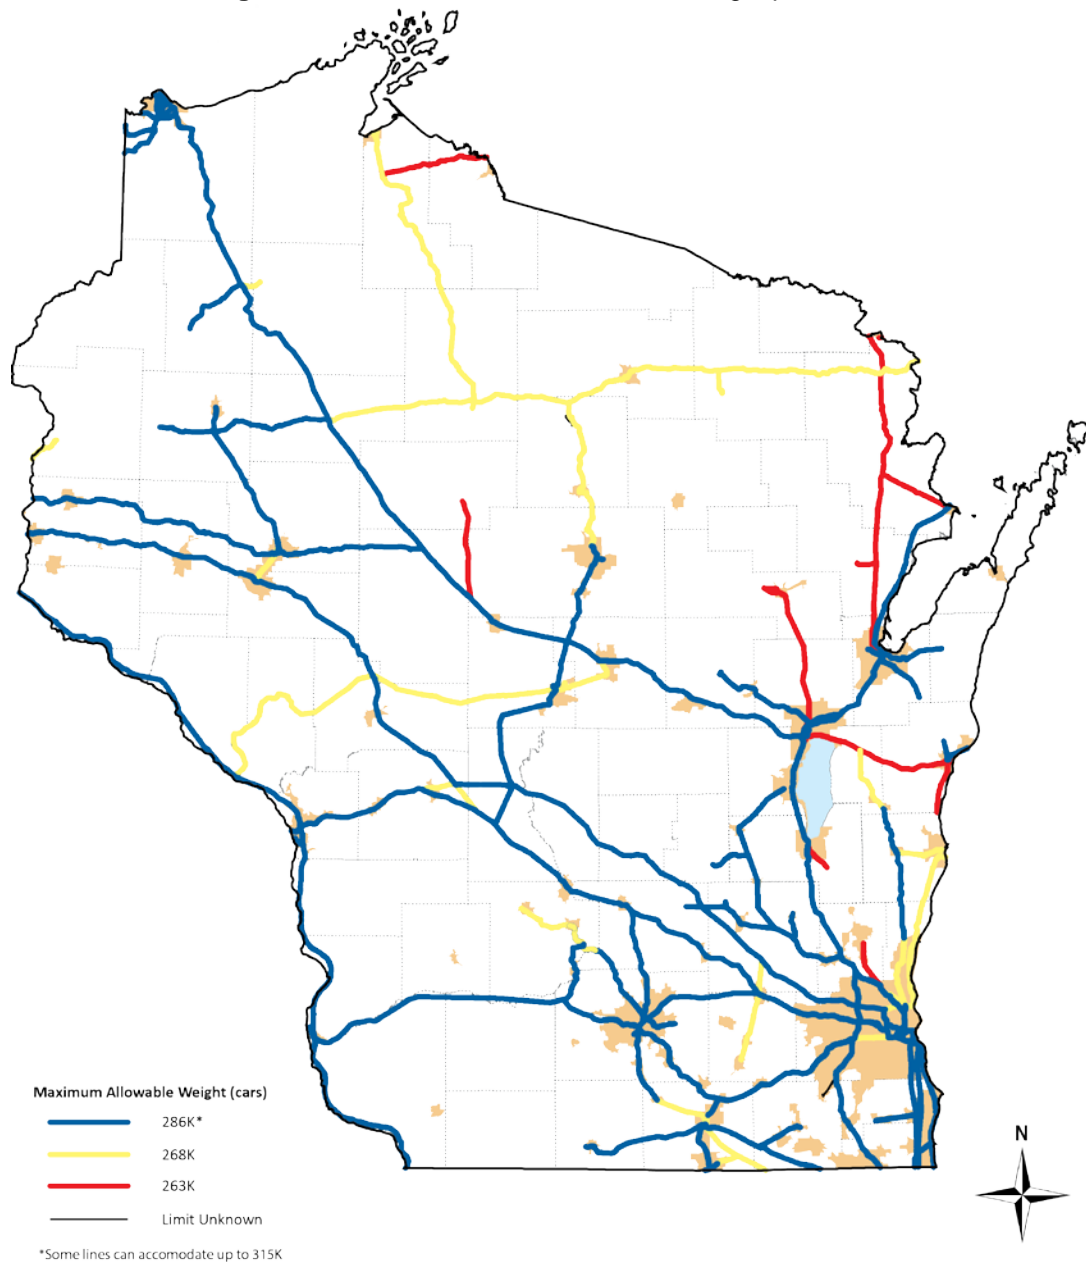 N
Maximum Allowable Weight (cars)
286K*
268K
263K
Limit Unknown
*Some lines can accomodate up to 315K